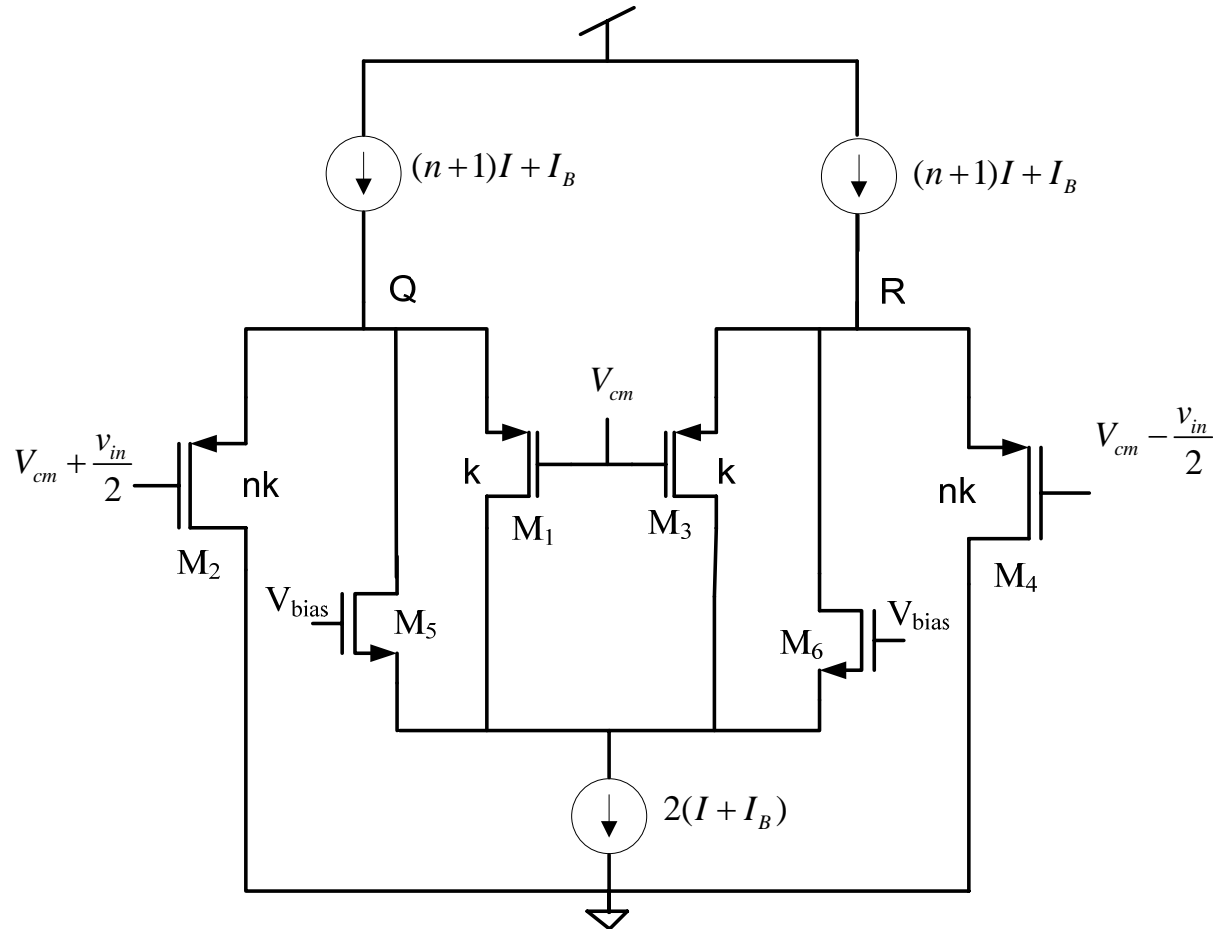 (n+1)I + I_B
(n+1)I + I_B
Q
R
V_cm
V_cm + v_in/2
V_cm − v_in/2
nk
k
k
nk
M_1
M_3
M_2
M_4
V_bias
M_5
V_bias
M_6
2(I + I_B)